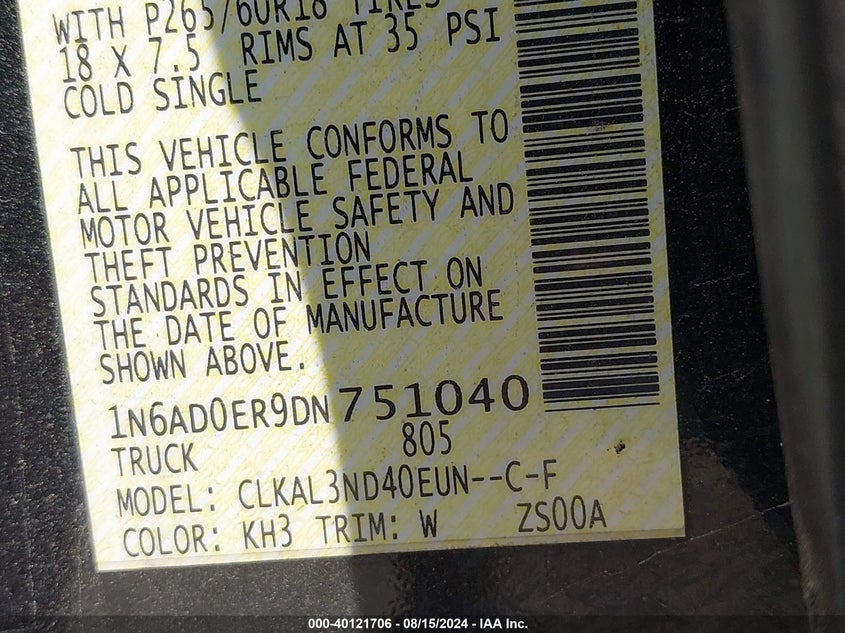 WITH P265/60R18 TIRES
18 X 7.5 RIMS AT 35 PSI
COLD SINGLE
THIS VEHICLE CONFORMS TO
ALL APPLICABLE FEDERAL
MOTOR VEHICLE SAFETY AND
THEFT PREVENTION
STANDARDS IN EFFECT ON
THE DATE OF MANUFACTURE
SHOWN ABOVE.
1N6AD0ER9DN751040
TRUCK 805
MODEL: CLKAL3ND40EUN--C-F
COLOR: KH3 TRIM: W ZS00A
000-40121706 - 08/15/2024 - IAA Inc.